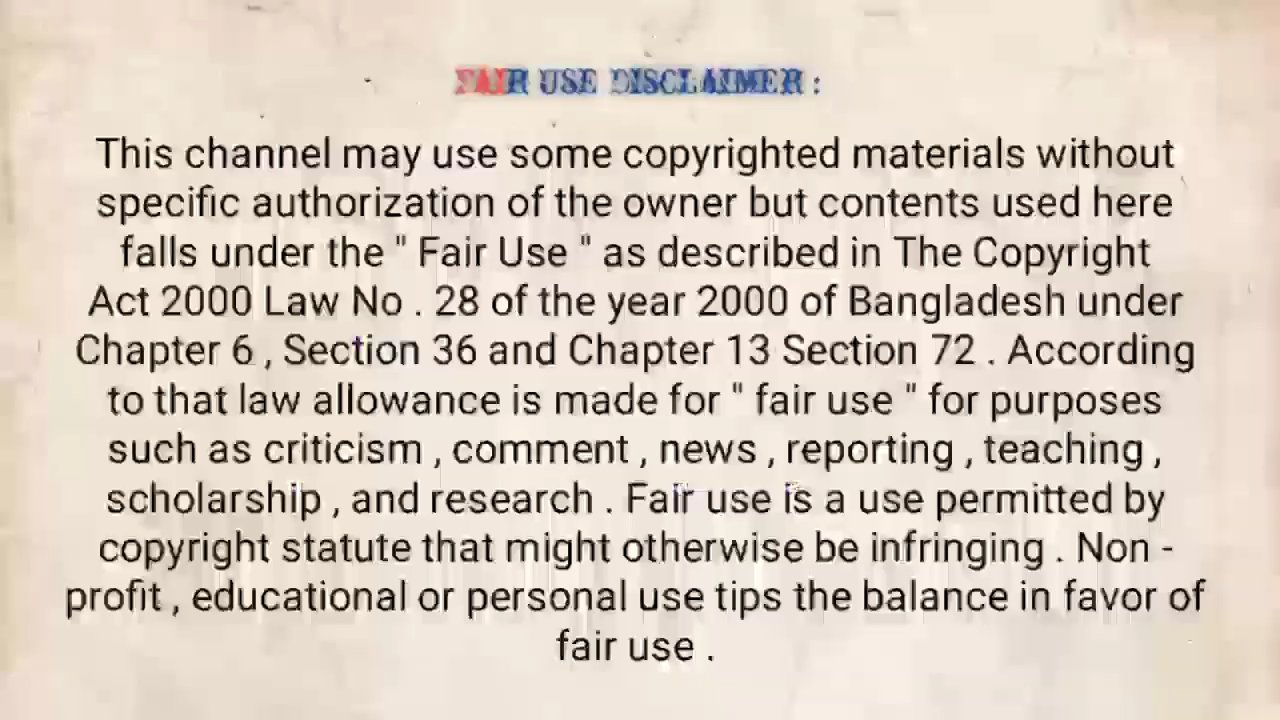 FAIR USE DISCLAIMER :
This channel may use some copyrighted materials without
specific authorization of the owner but contents used here
falls under the " Fair Use " as described in The Copyright
Act 2000 Law No . 28 of the year 2000 of Bangladesh under
Chapter 6 , Section 36 and Chapter 13 Section 72 . According
to that law allowance is made for " fair use " for purposes
such as criticism , comment , news , reporting , teaching ,
scholarship , and research . Fair use is a use permitted by
copyright statute that might otherwise be infringing . Non -
profit , educational or personal use tips the balance in favor of
fair use .